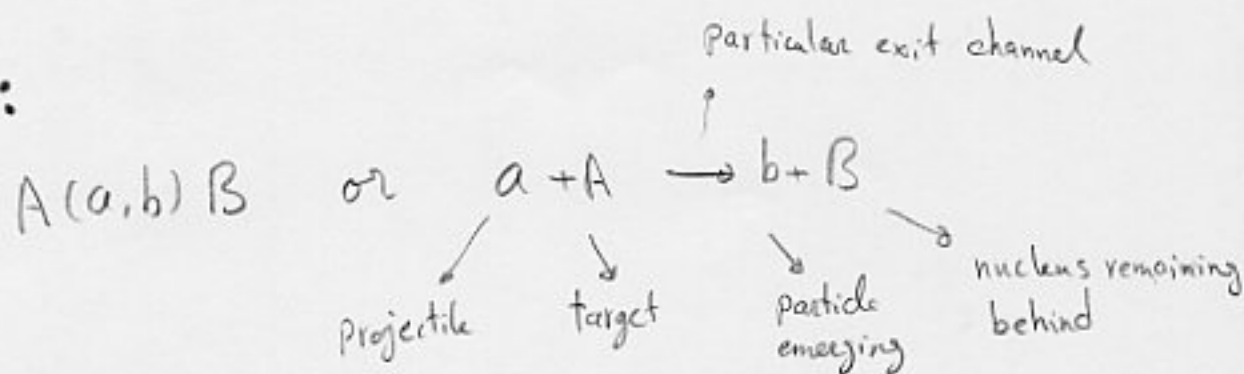 particular exit channel
:
A(a,b)B or a + A → b + B
projectile target particle emerging nucleus remaining behind